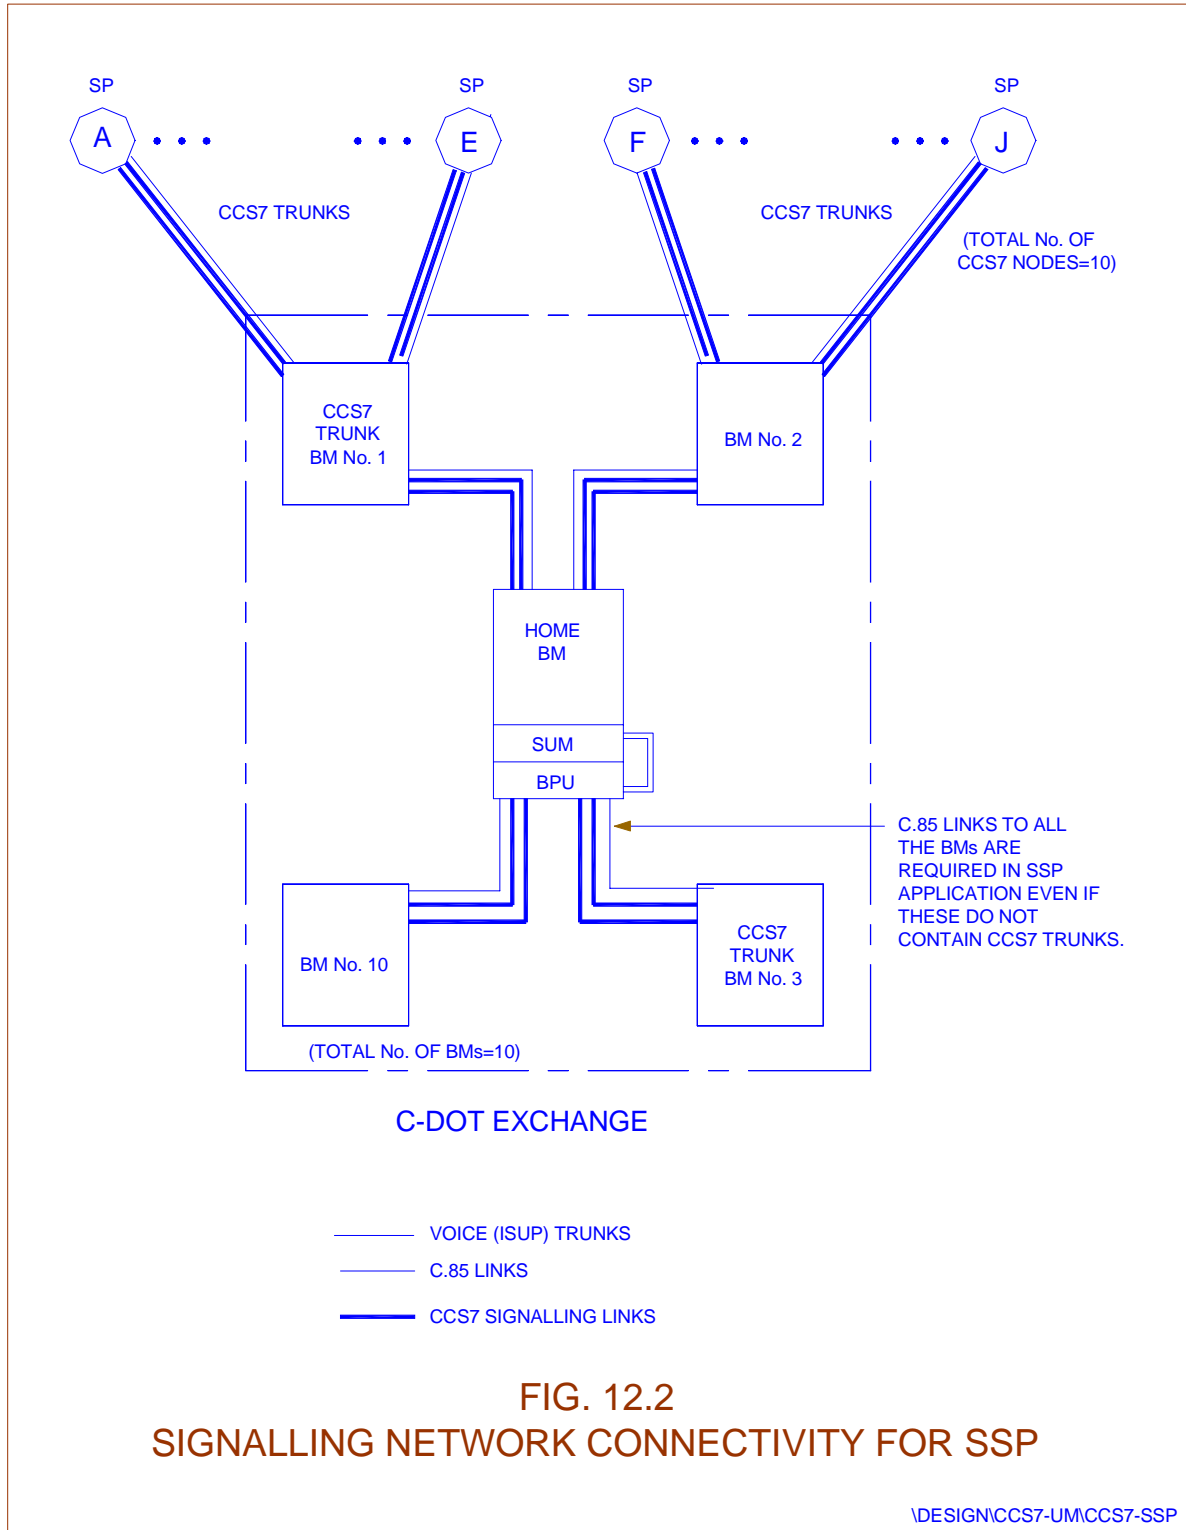 SP
SP
SP
SP
A
E
F
J
CCS7 TRUNKS
CCS7 TRUNKS
(TOTAL No. OF
CCS7 NODES=10)
CCS7
TRUNK
BM No. 1
BM No. 2
HOME
BM
SUM
BPU
C.85 LINKS TO ALL
THE BMs ARE
REQUIRED IN SSP
APPLICATION EVEN IF
THESE DO NOT
CONTAIN CCS7 TRUNKS.
BM No. 10
CCS7
TRUNK
BM No. 3
(TOTAL No. OF BMs=10)
C-DOT EXCHANGE
VOICE (ISUP) TRUNKS
C.85 LINKS
CCS7 SIGNALLING LINKS
FIG. 12.2
SIGNALLING NETWORK CONNECTIVITY FOR SSP
\DESIGN\CCS7-UM\CCS7-SSP